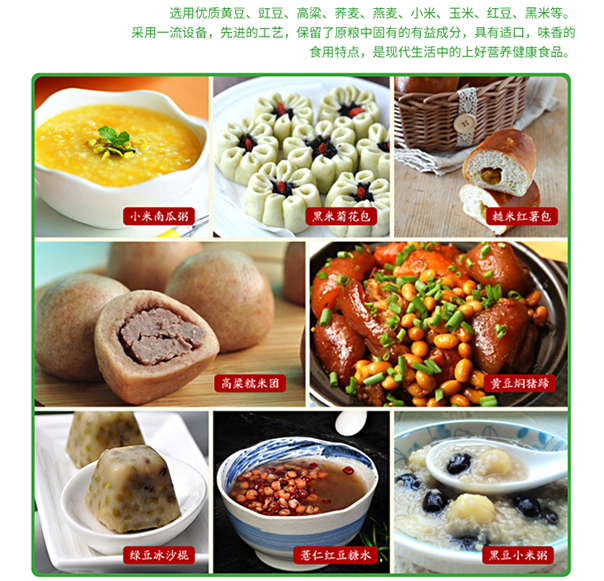 选用优质黄豆、豇豆、高粱、荞麦、燕麦、小米、玉米、红豆、黑米等。
采用一流设备，先进的工艺，保留了原粮中固有的有益成分，具有适口，味香的
食用特点，是现代生活中的上好营养健康食品。
小米南瓜粥
黑米菊花包
糙米红薯包
高粱糯米团
黄豆焖猪蹄
绿豆冰沙棍
薏仁红豆糖水
黑豆小米粥